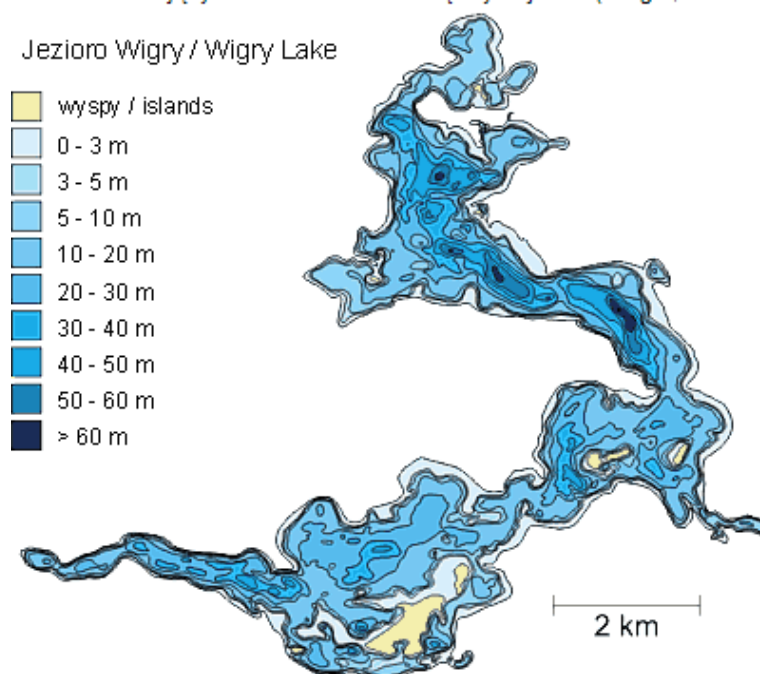 Jezioro Wigry / Wigry Lake
wyspy / islands
0 - 3 m
3 - 5 m
5 - 10 m
10 - 20 m
20 - 30 m
30 - 40 m
40 - 50 m
50 - 60 m
> 60 m
2 km